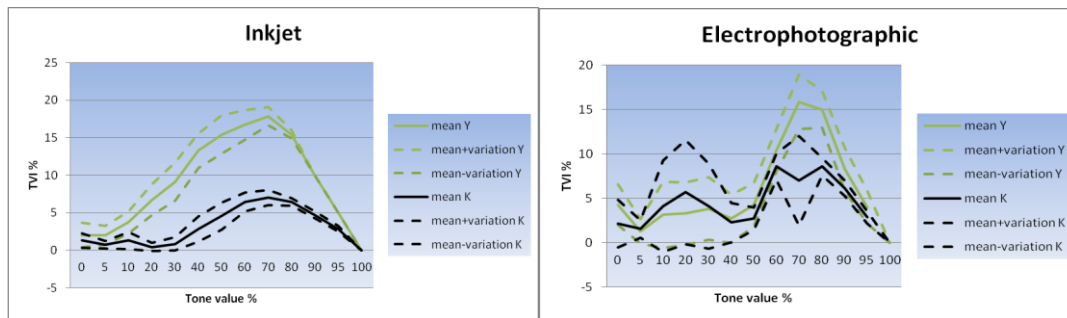 Inkjet
25
20
15
10
5
0
-5
TVI %
0 5 10 20 30 40 50 60 70 80 90 95 100
Tone value %
mean Y
mean+variation Y
mean-variation Y
mean K
mean+variation K
mean-variation K
Electrophotographic
20
15
10
5
0
-5
TVI %
0 5 10 20 30 40 50 60 70 80 90 95 100
Tone value %
mean Y
mean+variation Y
mean-variation Y
mean K
mean+variation K
mean-variation K